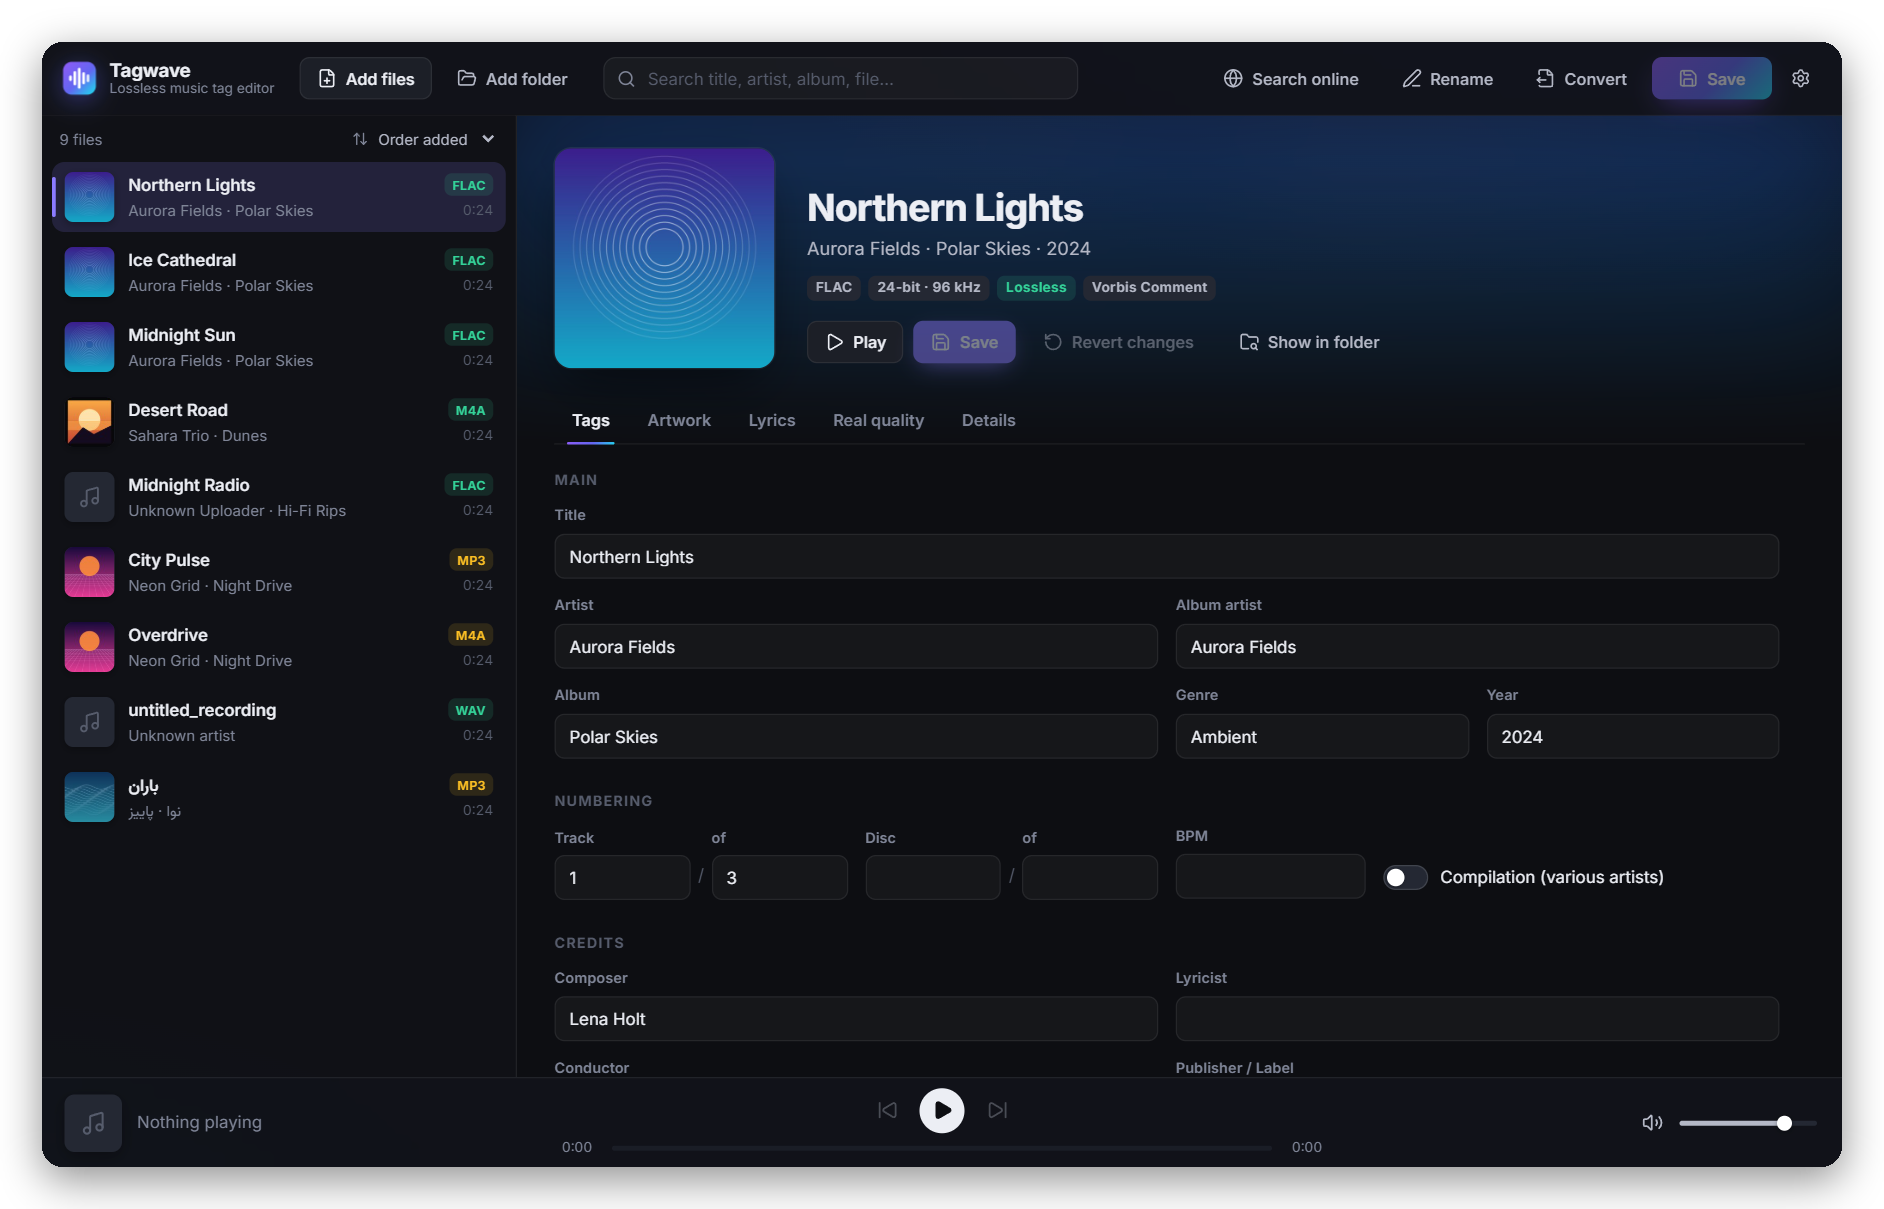 Tagwave
Lossless music tag editor
Add files
Add folder
Search title, artist, album, file...
Search online
Rename
Convert
Save
9 files
Order added
Northern Lights
FLAC
Aurora Fields · Polar Skies
0:24
Ice Cathedral
FLAC
Aurora Fields · Polar Skies
0:24
Midnight Sun
FLAC
Aurora Fields · Polar Skies
0:24
Desert Road
M4A
Sahara Trio · Dunes
0:24
Midnight Radio
FLAC
Unknown Uploader · Hi-Fi Rips
0:24
City Pulse
MP3
Neon Grid · Night Drive
0:24
Overdrive
M4A
Neon Grid · Night Drive
0:24
untitled_recording
WAV
Unknown artist
0:24
باران
MP3
نوا · پاییز
0:24
Northern Lights
Aurora Fields · Polar Skies · 2024
FLAC
24-bit · 96 kHz
Lossless
Vorbis Comment
Play
Save
Revert changes
Show in folder
Tags
Artwork
Lyrics
Real quality
Details
MAIN
Title
Northern Lights
Artist
Album artist
Aurora Fields
Aurora Fields
Album
Genre
Year
Polar Skies
Ambient
2024
NUMBERING
Track
of
Disc
of
BPM
1
/
3
/
Compilation (various artists)
CREDITS
Composer
Lyricist
Lena Holt
Conductor
Publisher / Label
Nothing playing
0:00
0:00